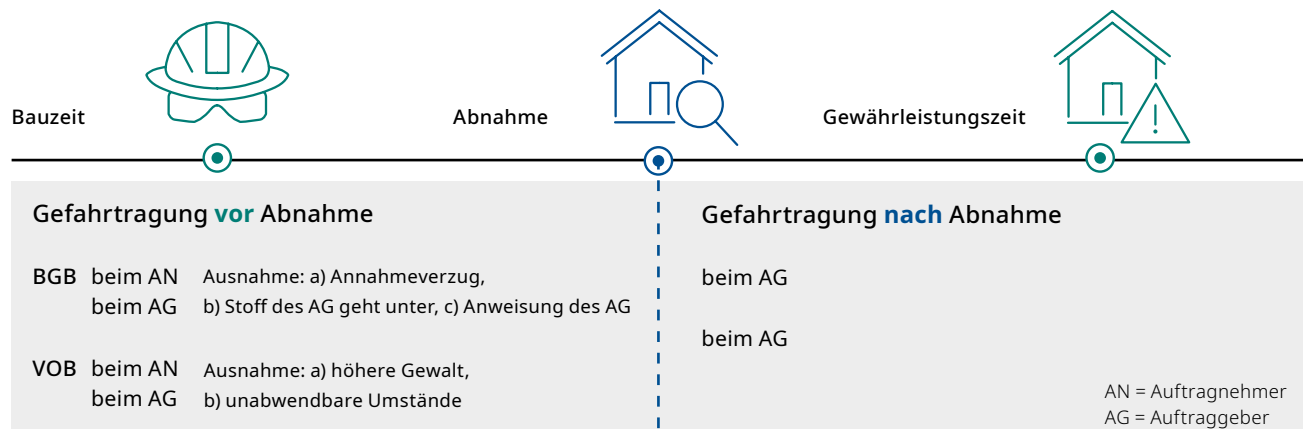 Bauzeit
Abnahme
Gewährleistungszeit
Gefahrtragung vor Abnahme
BGB beim AN Ausnahme: a) Annahmeverzug,
beim AG b) Stoff des AG geht unter, c) Anweisung des AG
VOB beim AN Ausnahme: a) höhere Gewalt,
beim AG b) unabwendbare Umstände
Gefahrtragung nach Abnahme
beim AG
beim AG
AN = Auftragnehmer
AG = Auftraggeber